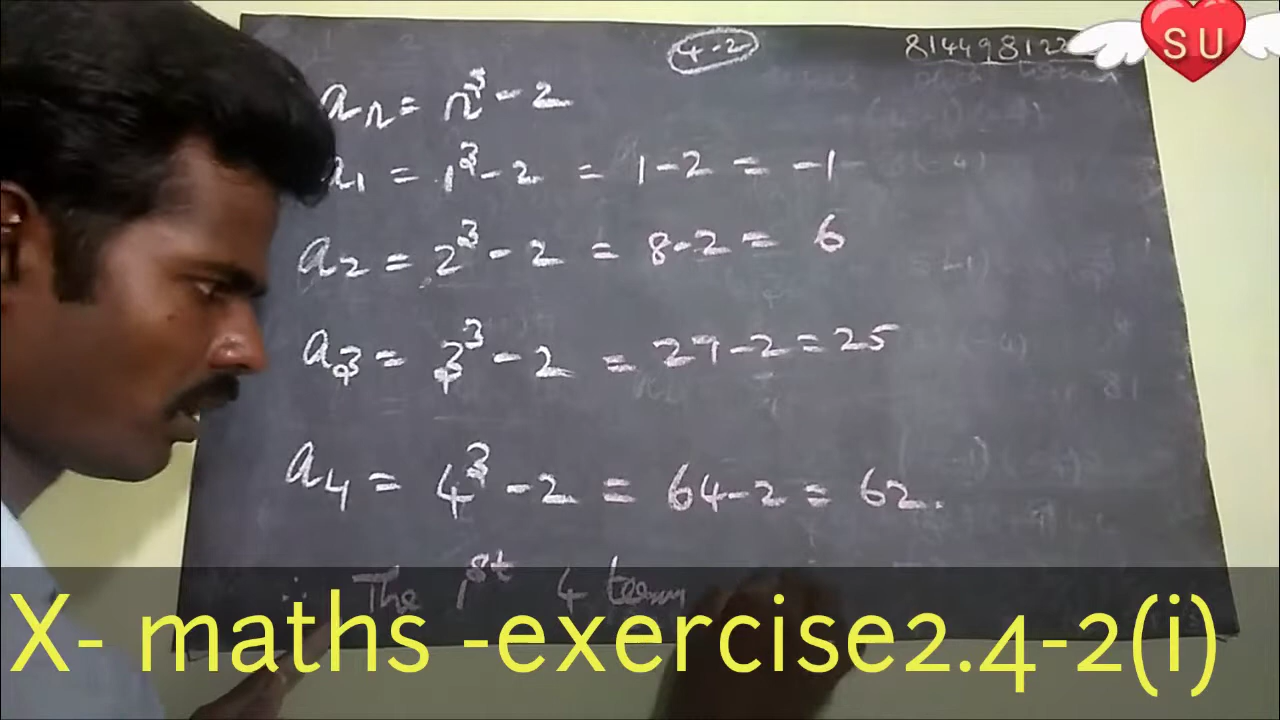 4-2
SU
aₙ = n³ - 2
a₁ = 1³ - 2 = 1 - 2 = -1
a₂ = 2³ - 2 = 8 - 2 = 6
a₃ = 3³ - 2 = 27 - 2 = 25
a₄ = 4³ - 2 = 64 - 2 = 62.
∴ The 1st 4 term
X- maths -exercise2.4-2(i)